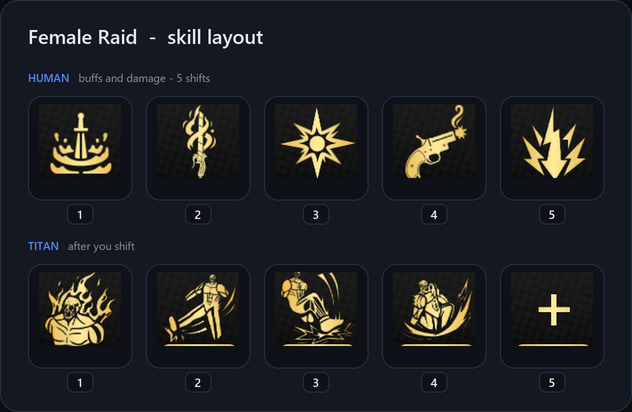 Female Raid - skill layout
HUMAN buffs and damage - 5 shifts
1 2 3 4 5
TITAN after you shift
1 2 3 4 5